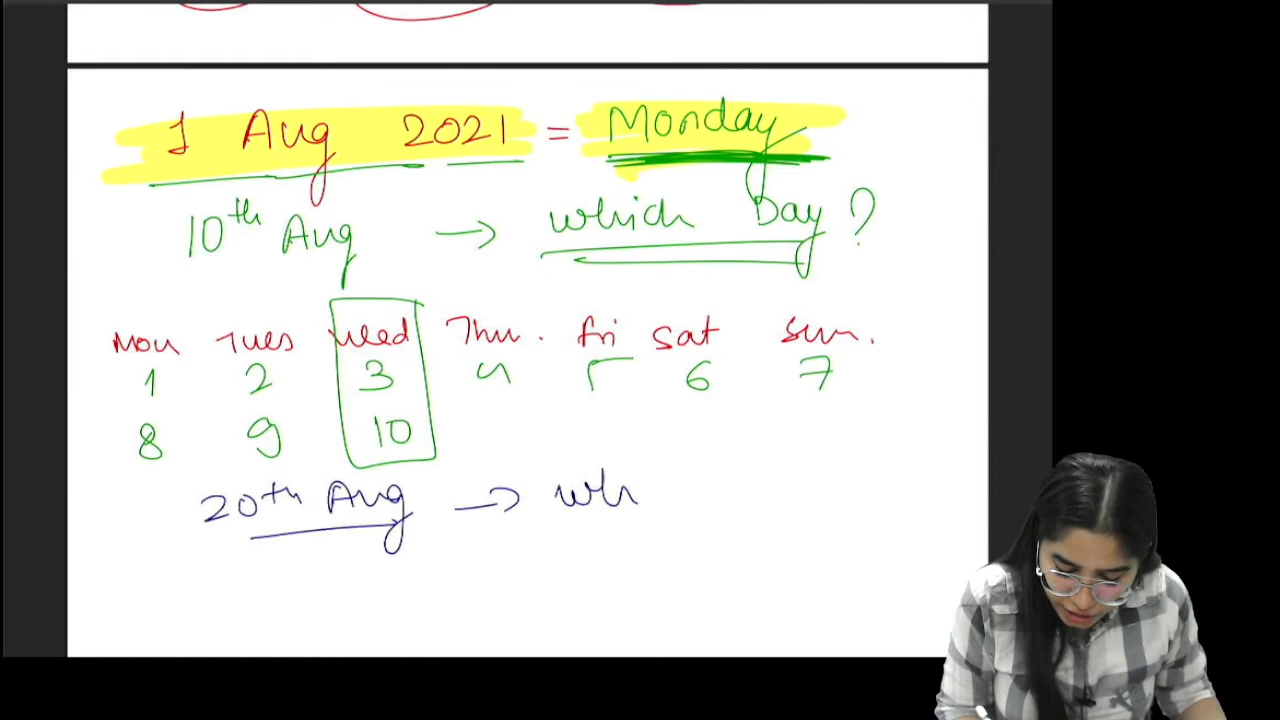 1 Aug 2021 = Monday
10th Aug → which Day?
Mon Tues Wed Thu. fri Sat Sun.
1 2 3 4 5 6 7
8 9 10
20th Aug → wh